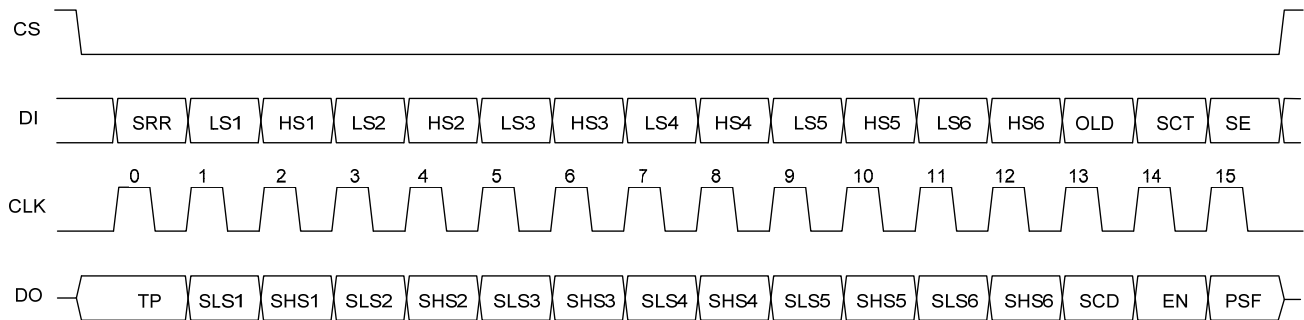 CS
DI SRR LS1 HS1 LS2 HS2 LS3 HS3 LS4 HS4 LS5 HS5 LS6 HS6 OLD SCT SE
0 1 2 3 4 5 6 7 8 9 10 11 12 13 14 15
CLK
DO TP SLS1 SHS1 SLS2 SHS2 SLS3 SHS3 SLS4 SHS4 SLS5 SHS5 SLS6 SHS6 SCD EN PSF